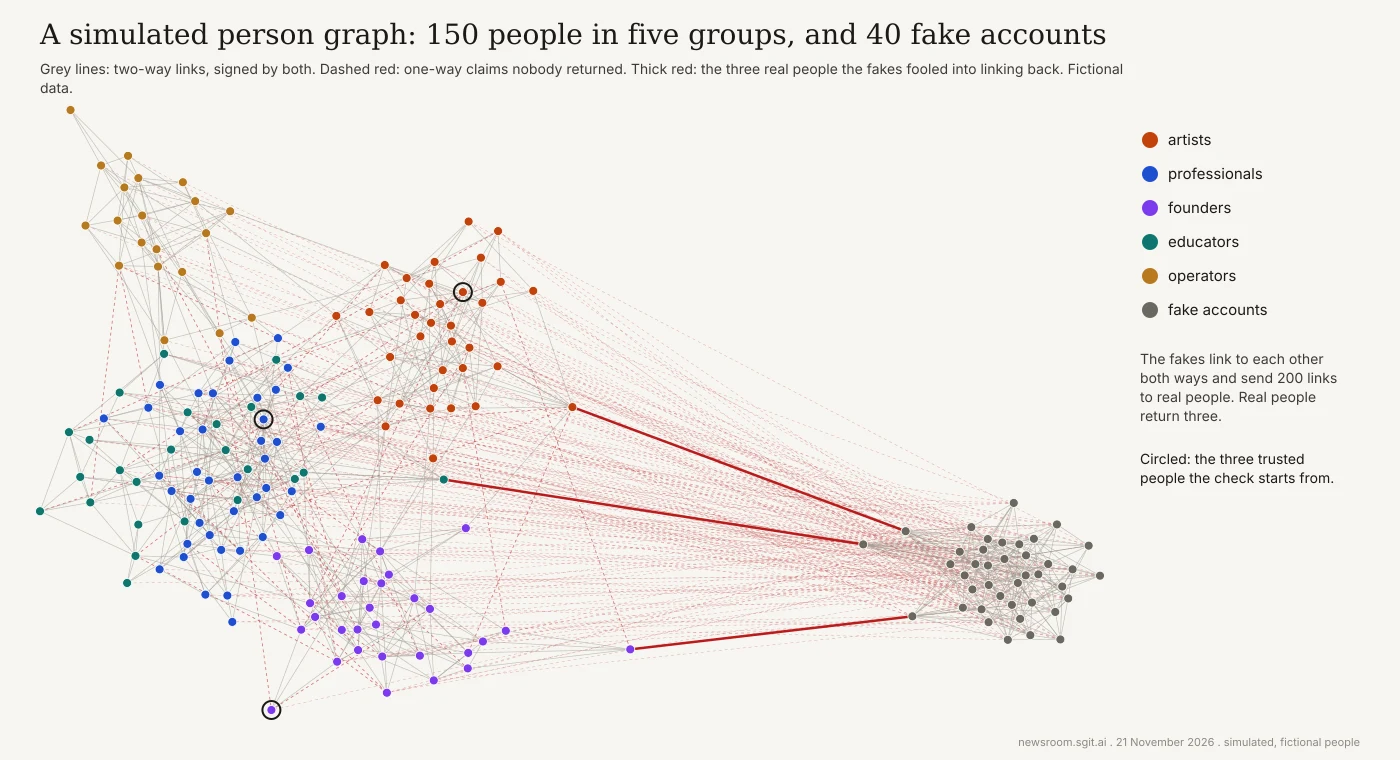 A simulated person graph: 150 people in five groups, and 40 fake accounts
Grey lines: two-way links, signed by both. Dashed red: one-way claims nobody returned. Thick red: the three real people the fakes fooled into linking back. Fictional
data.
artists
professionals
founders
educators
operators
fake accounts
The fakes link to each other
both ways and send 200 links
to real people. Real people
return three.
Circled: the three trusted
people the check starts from.
newsroom.sgit.ai . 21 November 2026 . simulated, fictional people